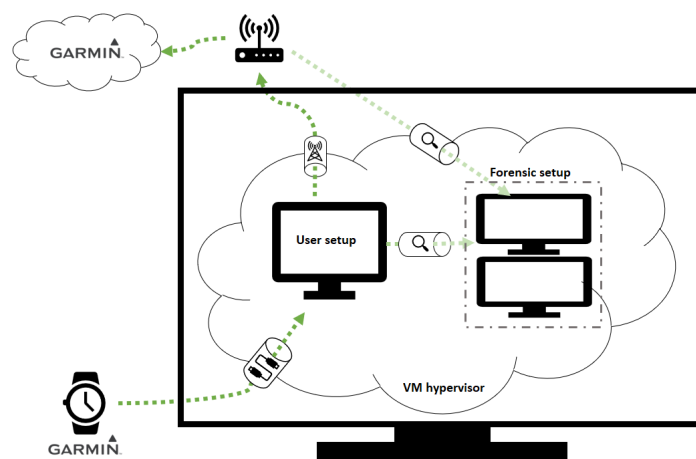 GARMIN
Forensic setup
User setup
VM hypervisor
GARMIN